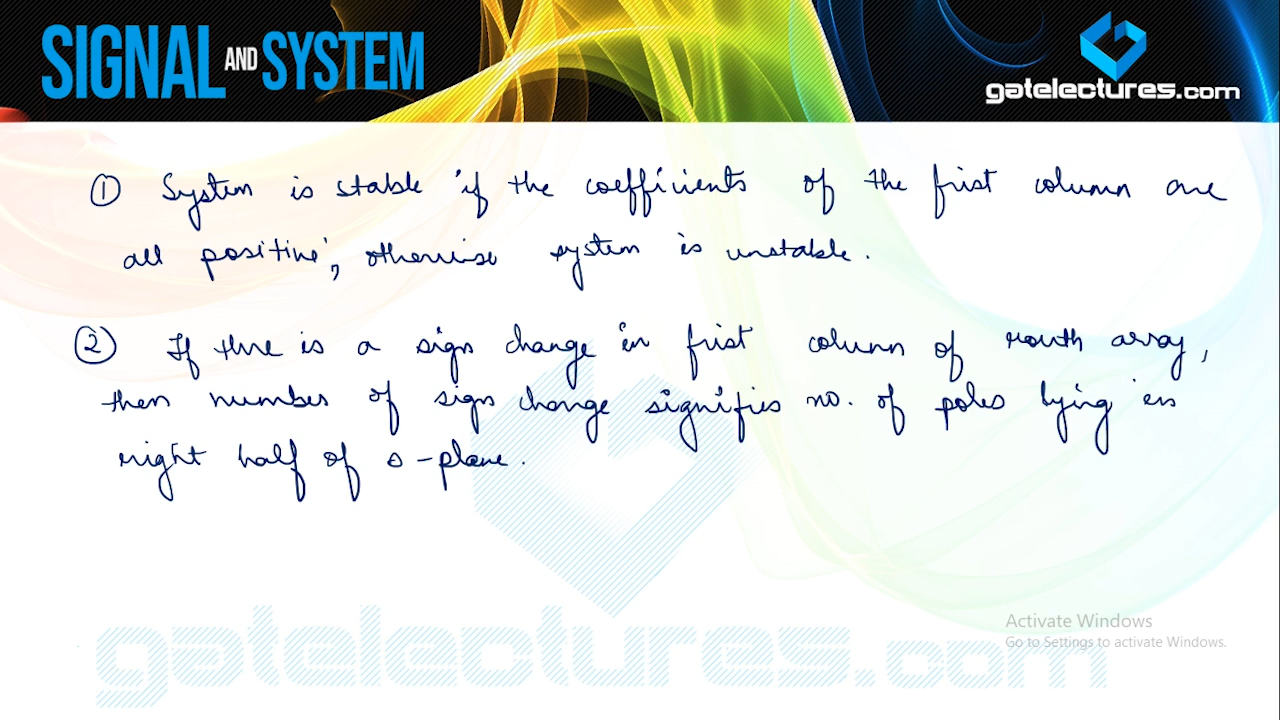 SIGNAL AND SYSTEM
gatelectures.com
① System is stable if the coefficients of the frist column are
all positive', otherwise system is unstable.
② If there is a sign change in frist column of routh array,
then number of sign change signifies no. of poles lying in
right half of s-plane.
gatelectures.com
Activate Windows
Go to Settings to activate Windows.